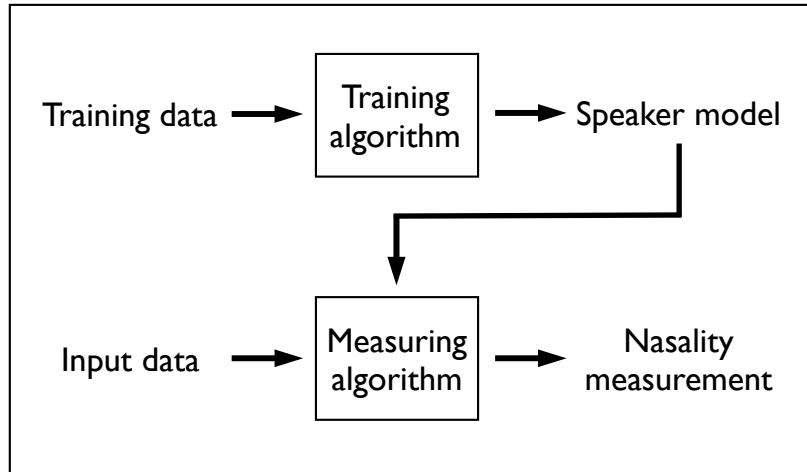 Training data
Training
algorithm
Speaker model
Input data
Measuring
algorithm
Nasality
measurement